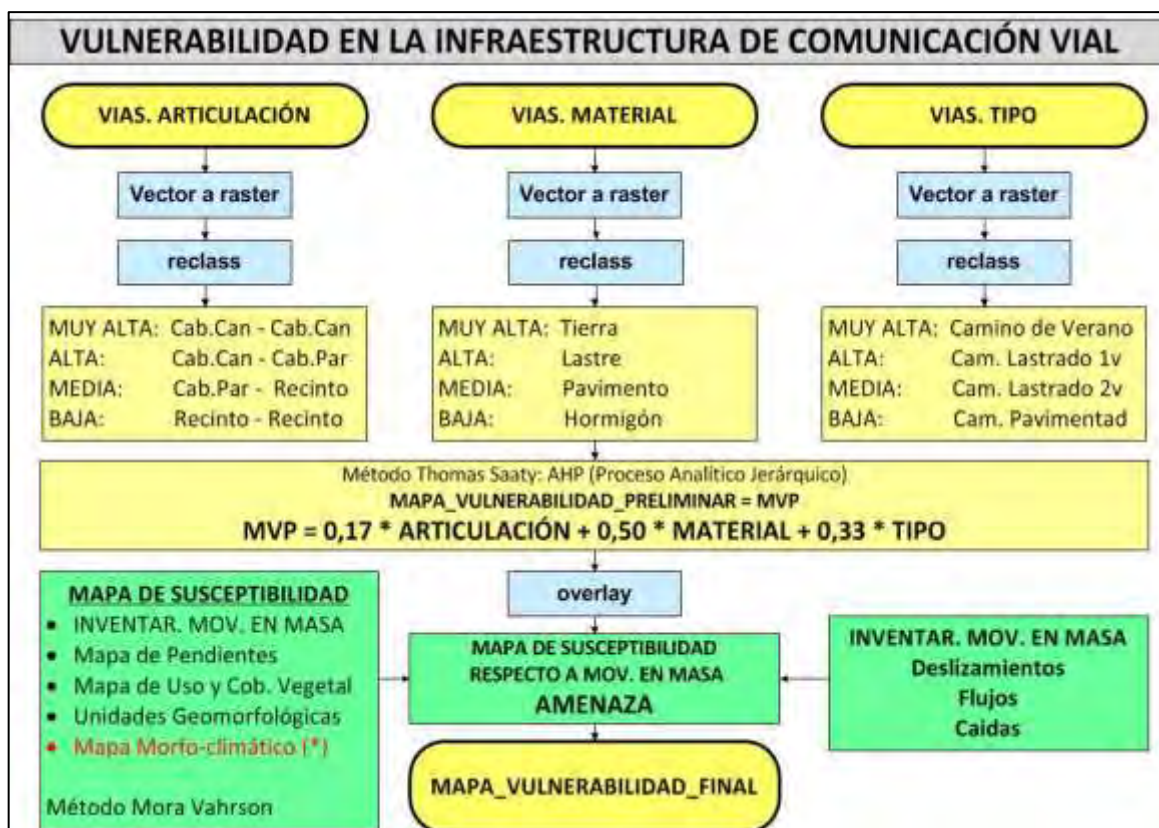 VULNERABILIDAD EN LA INFRAESTRUCTURA DE COMUNICACIÓN VIAL
VIAS. ARTICULACIÓN
Vector a raster
reclass
MUY ALTA: Cab.Can - Cab.Can
ALTA: Cab.Can - Cab.Par
MEDIA: Cab.Par - Recinto
BAJA: Recinto - Recinto
VIAS. MATERIAL
Vector a raster
reclass
MUY ALTA: Tierra
ALTA: Lastre
MEDIA: Pavimento
BAJA: Hormigón
VIAS. TIPO
Vector a raster
reclass
MUY ALTA: Camino de Verano
ALTA: Cam. Lastrado 1v
MEDIA: Cam. Lastrado 2v
BAJA: Cam. Pavimentad
Método Thomas Saaty: AHP (Proceso Analítico Jerárquico)
MAPA_VULNERABILIDAD_PRELIMINAR = MVP
MVP = 0,17 * ARTICULACIÓN + 0,50 * MATERIAL + 0,33 * TIPO
overlay
MAPA DE SUSCEPTIBILIDAD
• INVENTAR. MOV. EN MASA
• Mapa de Pendientes
• Mapa de Uso y Cob. Vegetal
• Unidades Geomorfológicas
• Mapa Morfo-climático (*)
Método Mora Vahrson
MAPA DE SUSCEPTIBILIDAD
RESPECTO A MOV. EN MASA
AMENAZA
INVENTAR. MOV. EN MASA
Deslizamientos
Flujos
Caidas
MAPA_VULNERABILIDAD_FINAL